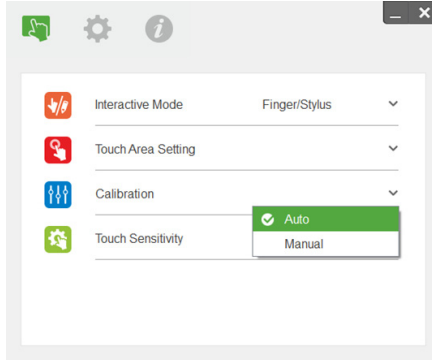 Interactive Mode Finger/Stylus
Touch Area Setting
Calibration
Auto
Touch Sensitivity
Manual